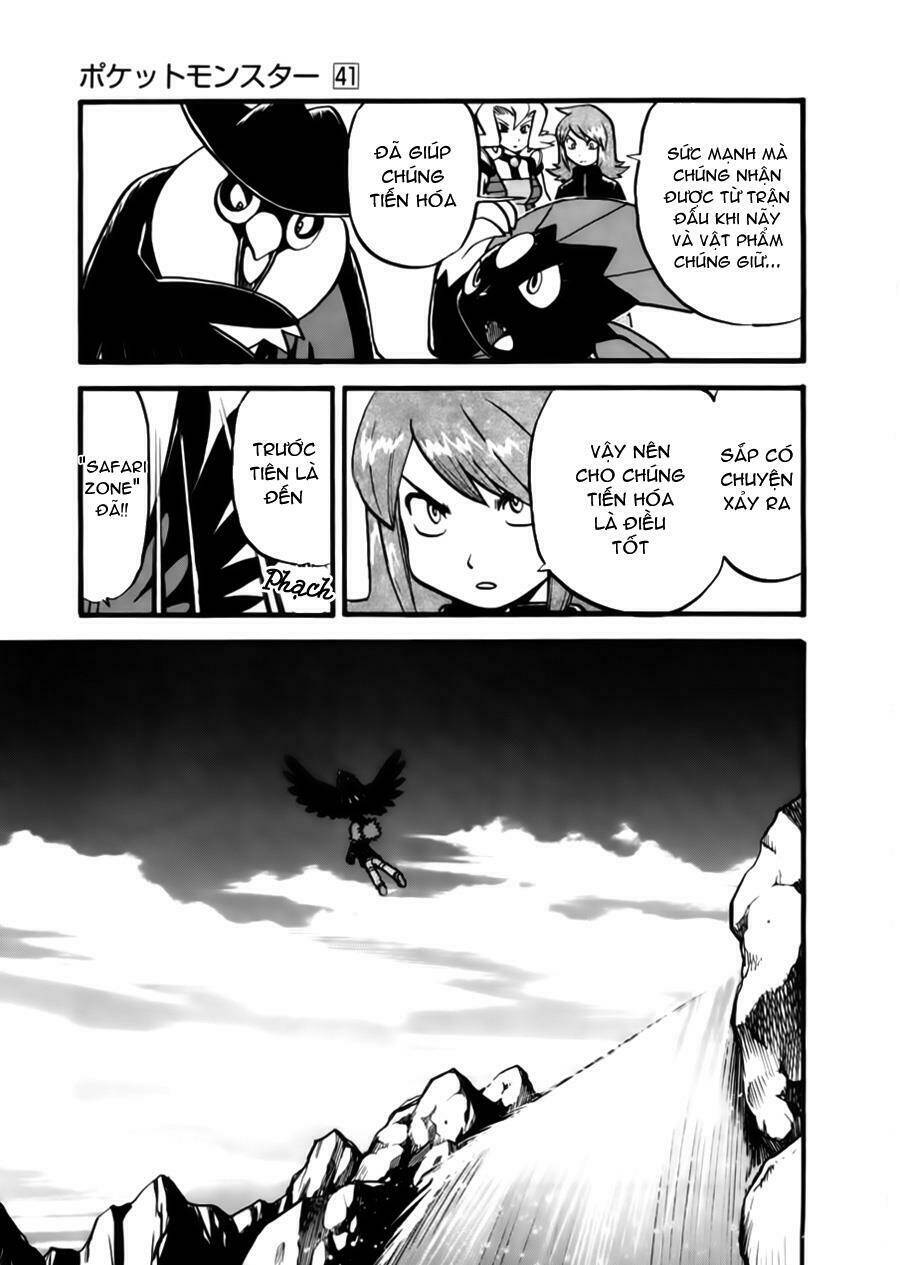 ポケットモンスター 41
SỨC MẠNH MÀ
CHÚNG NHẬN
ĐƯỢC TỪ TRẬN
ĐẤU KHI NÃY
VÀ VẬT PHẨM
CHÚNG GIỮ...
ĐÃ GIÚP
CHÚNG
TIẾN HÓA
SẮP CÓ
CHUYỆN
XẢY RA
VẬY NÊN
CHO CHÚNG
TIẾN HÓA
LÀ ĐIỀU
TỐT
TRƯỚC
TIÊN LÀ
ĐẾN
Phạch
"SAFARI
ZONE"
ĐÃ!!